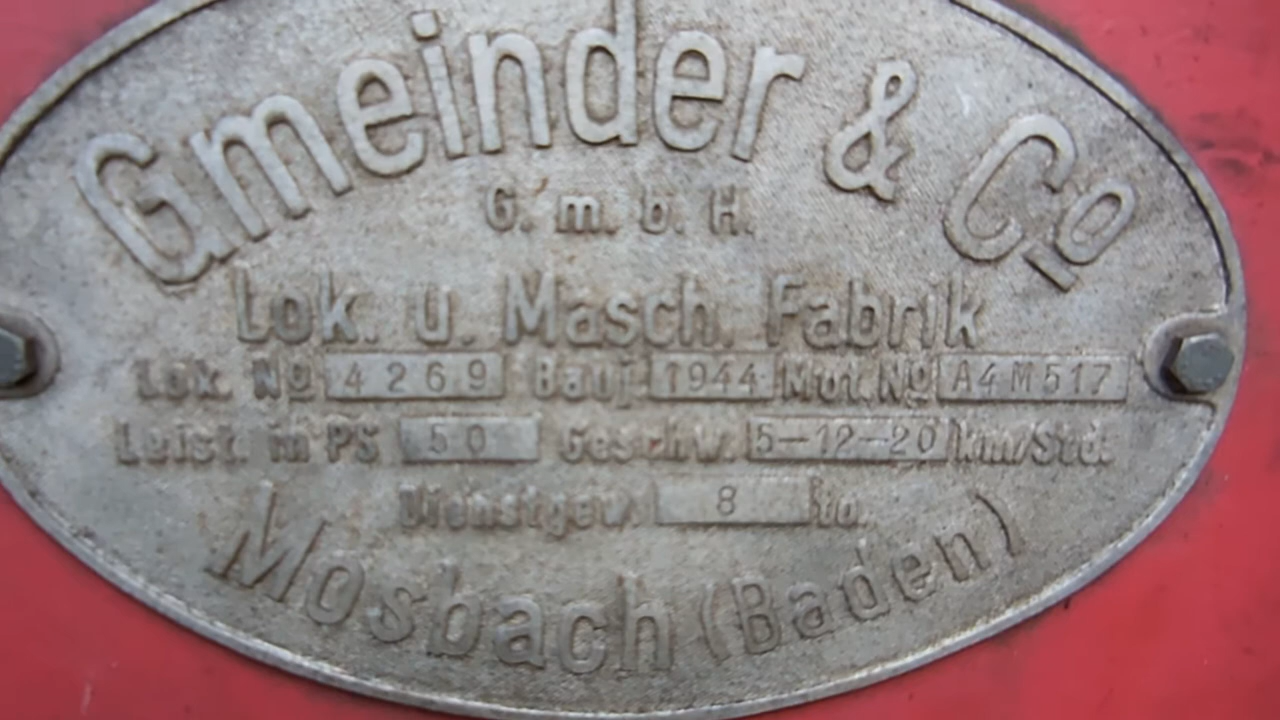 Gmeinder & Co
G. m. b. H.
Lok. u. Masch. Fabrik
Lok. No 4269 Bauj. 1944 Mot. No A4M517
Leist. in PS 50 Geschw. 5-12-20 km/Std.
Dienstgew. 8 to.
Mosbach (Baden)